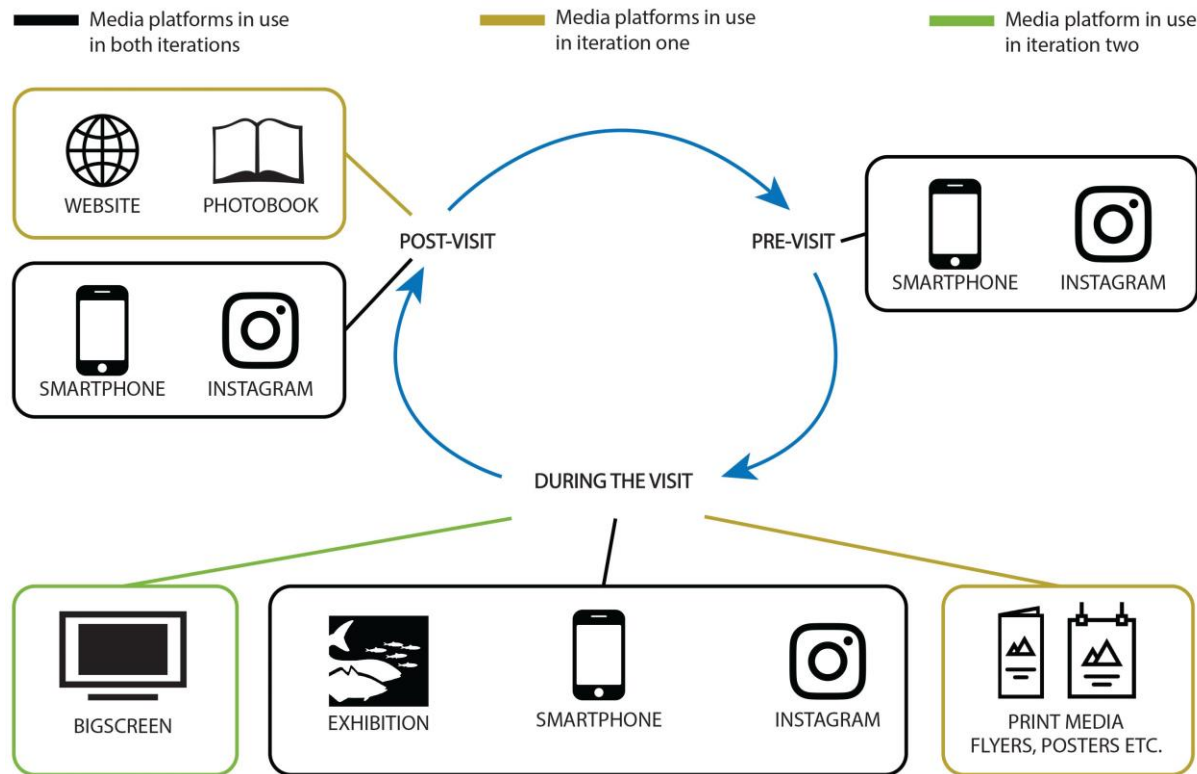 Media platforms in use
in both iterations
Media platforms in use
in iteration one
Media platform in use
in iteration two
WEBSITE
PHOTOBOOK
POST-VISIT
PRE-VISIT
SMARTPHONE
INSTAGRAM
SMARTPHONE
INSTAGRAM
DURING THE VISIT
BIGSCREEN
EXHIBITION
SMARTPHONE
INSTAGRAM
PRINT MEDIA
FLYERS, POSTERS ETC.